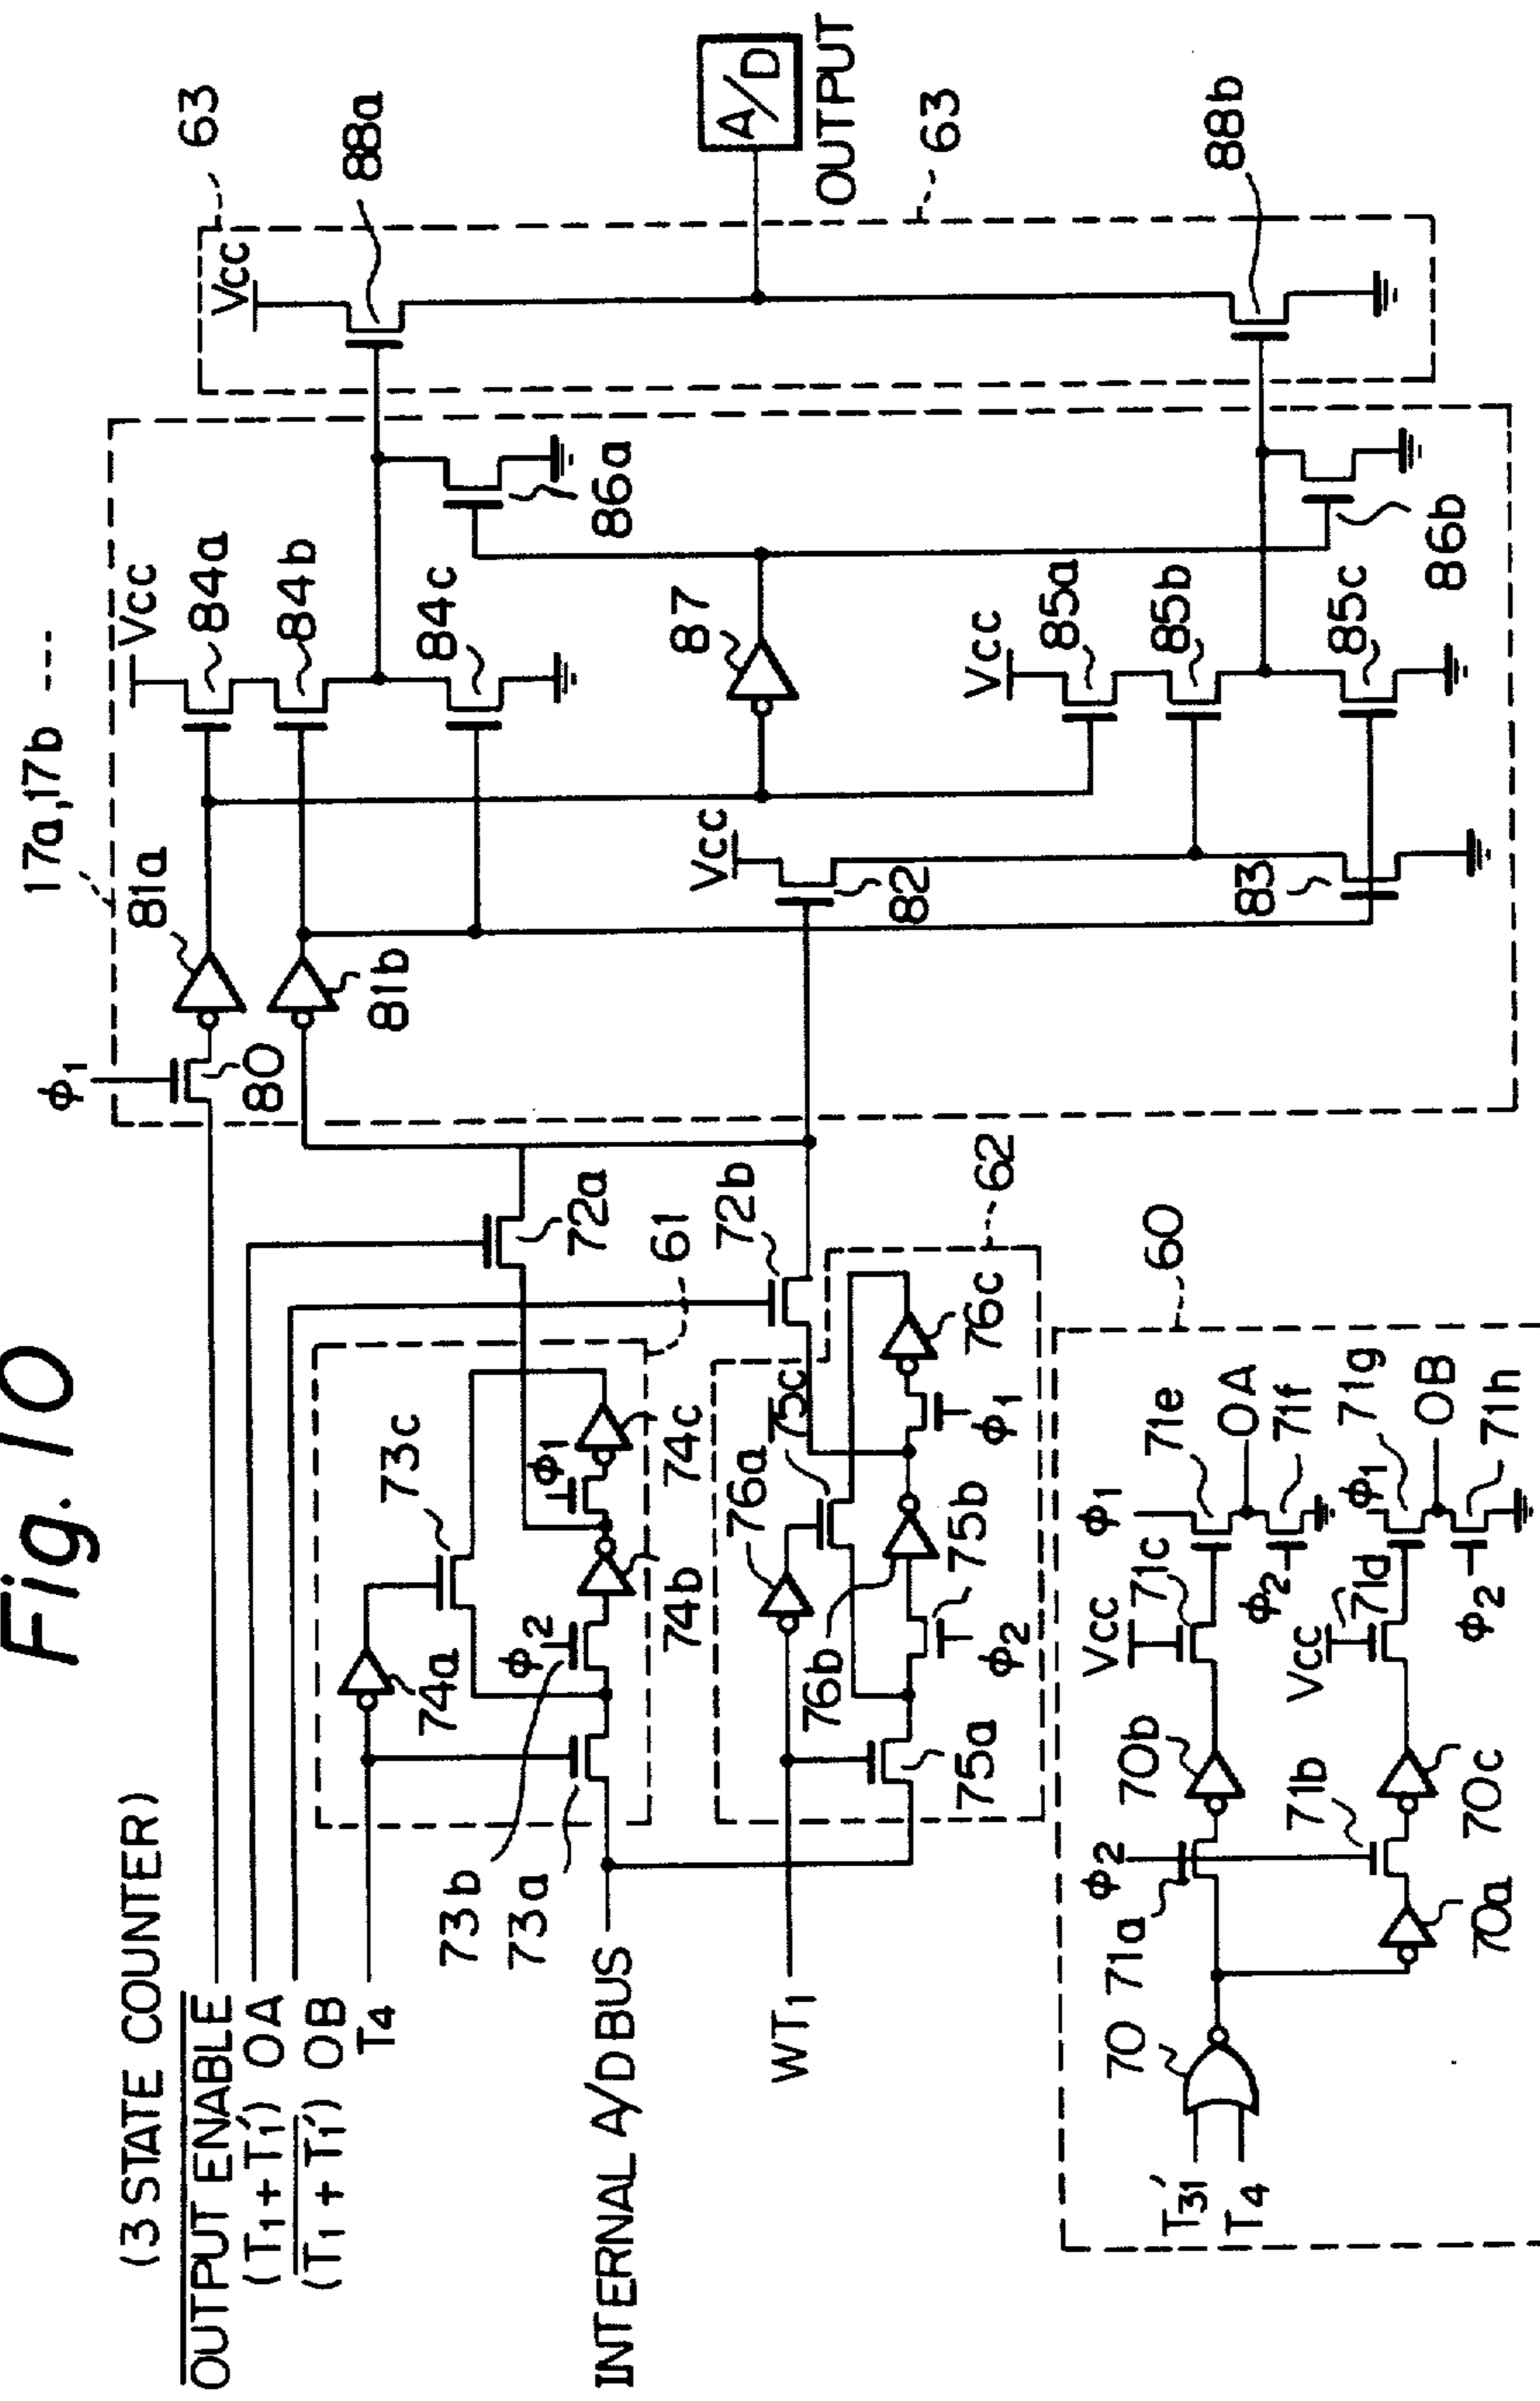 Fig. 10
(3 STATE COUNTER)
OUTPUT ENABLE
(T1 + T1') OA
(T1 + T1') OB
T4
INTERNAL A/D BUS
WT1
73b
73a
74a
73c
φ2
74b
φ1
74c
61
72a
72b
62
76a
75c
76b
75a
φ2
75b
φ1
76c
60
T31'
T4
70
71a
φ2
70a
70b
71b
70c
Vcc
71c
Vcc
71d
φ1
71e
OA
φ2
71f
φ1
71g
OB
φ2
71h
17a, 17b ---
φ1
80
81a
81b
Vcc
84a
84b
84c
Vcc
82
83
87
Vcc
85a
85b
85c
86a
86b
63
Vcc
88a
A/D
OUTPUT
63
88b